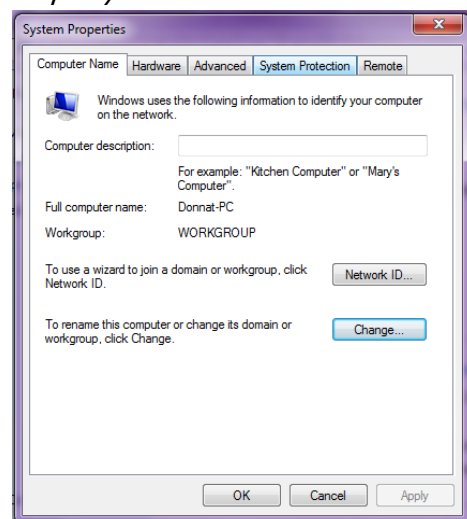 System Properties
Computer Name Hardware Advanced System Protection Remote
Windows uses the following information to identify your computer
on the network.
Computer description:
For example: "Kitchen Computer" or "Mary's
Computer".
Full computer name: Donnat-PC
Workgroup: WORKGROUP
To use a wizard to join a domain or workgroup, click
Network ID.
Network ID...
To rename this computer or change its domain or
workgroup, click Change.
Change...
OK Cancel Apply